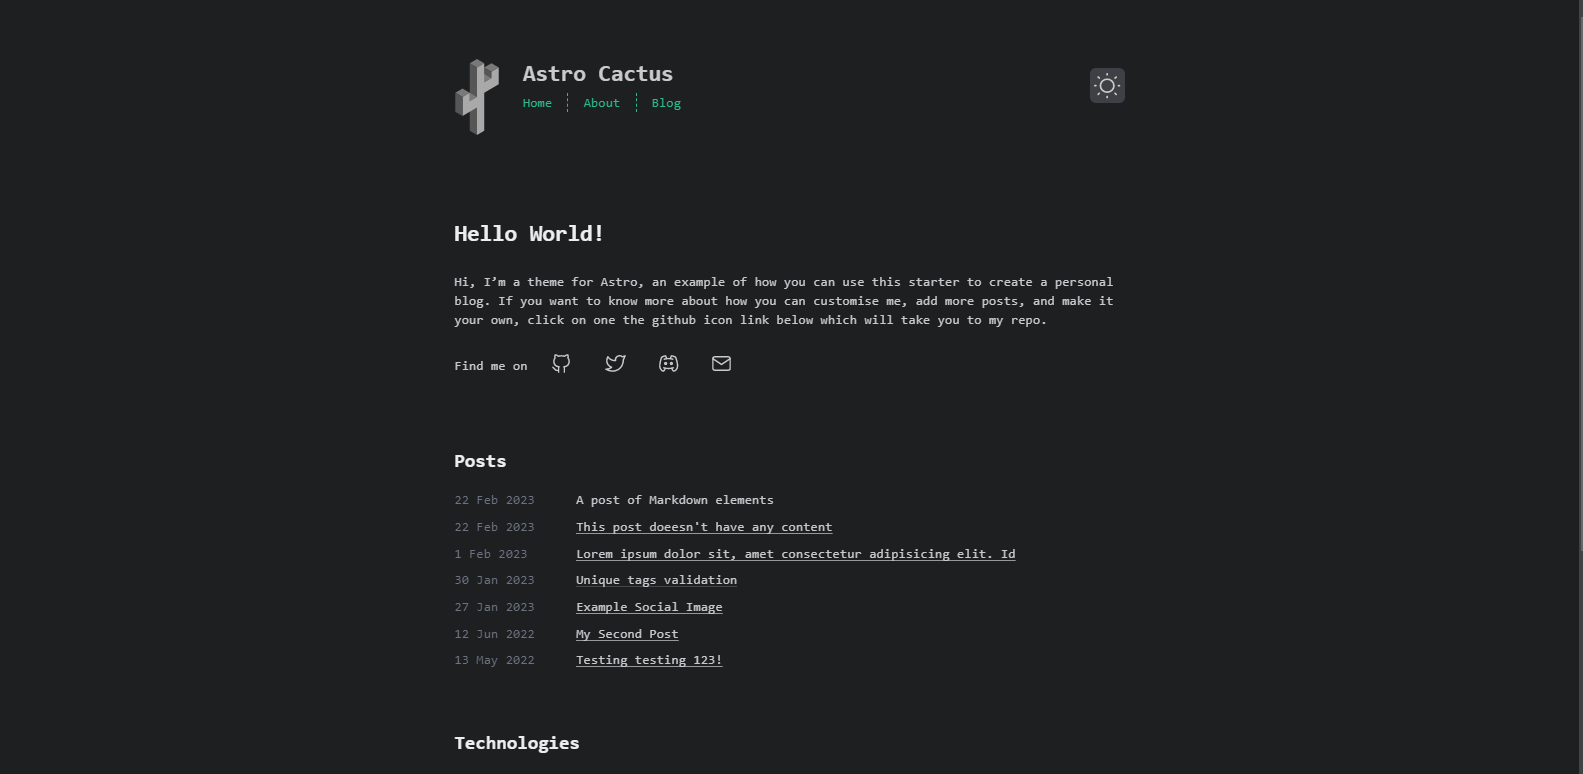 Astro Cactus
Home About Blog
Hello World!
Hi, I’m a theme for Astro, an example of how you can use this starter to create a personal
blog. If you want to know more about how you can customise me, add more posts, and make it
your own, click on one the github icon link below which will take you to my repo.
Find me on
Posts
22 Feb 2023 A post of Markdown elements
22 Feb 2023 This post doeesn't have any content
1 Feb 2023 Lorem ipsum dolor sit, amet consectetur adipisicing elit. Id
30 Jan 2023 Unique tags validation
27 Jan 2023 Example Social Image
12 Jun 2022 My Second Post
13 May 2022 Testing testing 123!
Technologies